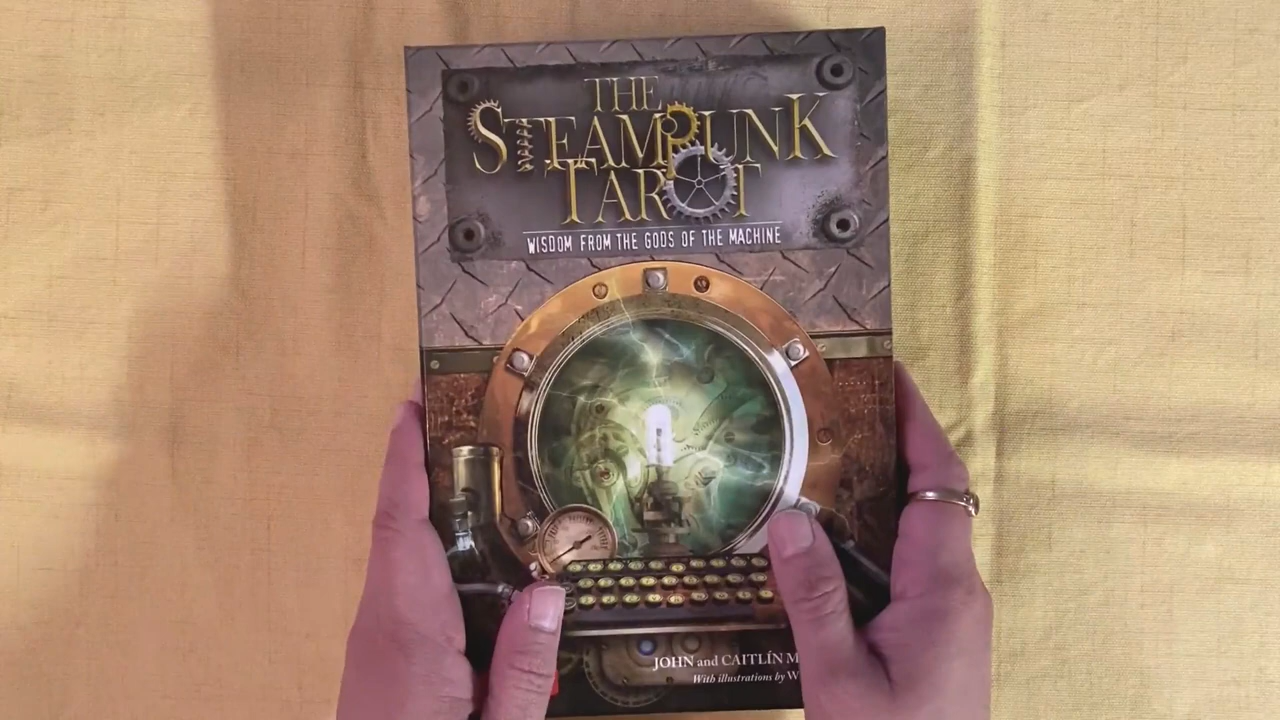 THE
STEAMPUNK
TAROT
WISDOM FROM THE GODS OF THE MACHINE
JOHN and CAITLÍN M
With illustrations by W